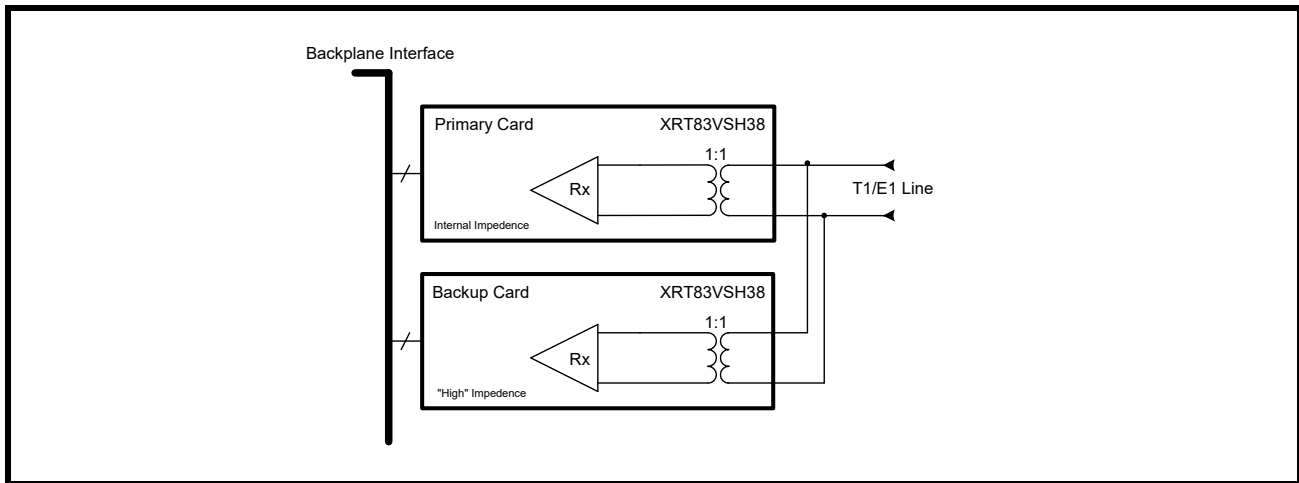 Backplane Interface
Primary Card XRT83VSH38
1:1
Rx
T1/E1 Line
Internal Impedence
Backup Card XRT83VSH38
1:1
Rx
"High" Impedence